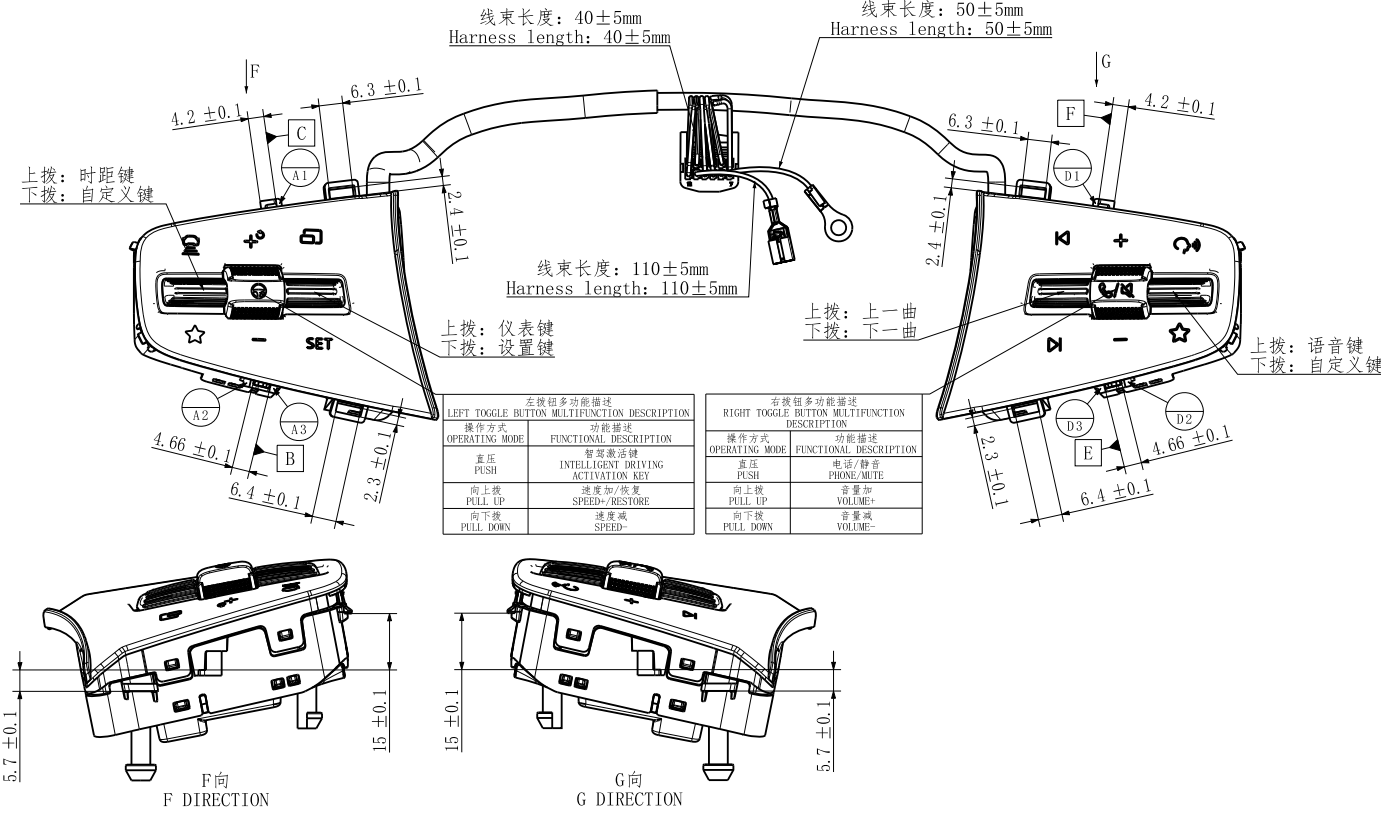 线束长度: 40±5mm
Harness length: 40±5mm
线束长度: 50±5mm
Harness length: 50±5mm
F
G
4.2 ±0.1
6.3 ±0.1
C
A1
上拨: 时距键
下拨: 自定义键
2.4 ±0.1
6.3 ±0.1
F
4.2 ±0.1
D1
2.4 ±0.1
线束长度: 110±5mm
Harness length: 110±5mm
上拨: 仪表键
下拨: 设置键
SET
上拨: 上一曲
下拨: 下一曲
上拨: 语音键
下拨: 自定义键
A2
A3
B
4.66 ±0.1
6.4 ±0.1
2.3 ±0.1
左拨钮多功能描述
LEFT TOGGLE BUTTON MULTIFUNCTION DESCRIPTION
操作方式
OPERATING MODE
功能描述
FUNCTIONAL DESCRIPTION
直压
PUSH
智驾激活键
INTELLIGENT DRIVING
ACTIVATION KEY
向上拨
PULL UP
速度加/恢复
SPEED+/RESTORE
向下拨
PULL DOWN
速度减
SPEED-
右拨钮多功能描述
RIGHT TOGGLE BUTTON MULTIFUNCTION
DESCRIPTION
操作方式
OPERATING MODE
功能描述
FUNCTIONAL DESCRIPTION
直压
PUSH
电话/静音
PHONE/MUTE
向上拨
PULL UP
音量加
VOLUME+
向下拨
PULL DOWN
音量减
VOLUME-
D3
D2
E
2.3 ±0.1
4.66 ±0.1
6.4 ±0.1
5.7 ±0.1
15 ±0.1
F向
F DIRECTION
15 ±0.1
5.7 ±0.1
G向
G DIRECTION